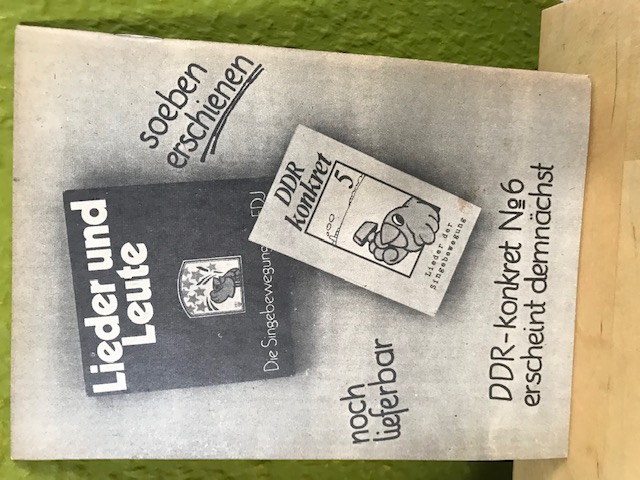 soeben
erschienen
Lieder und
Leute
Die Singebewegung
FDJ
DDR
konkret
5
Lieder der
Singebewegung
noch
lieferbar
DDR-konkret No 6
erscheint demnächst